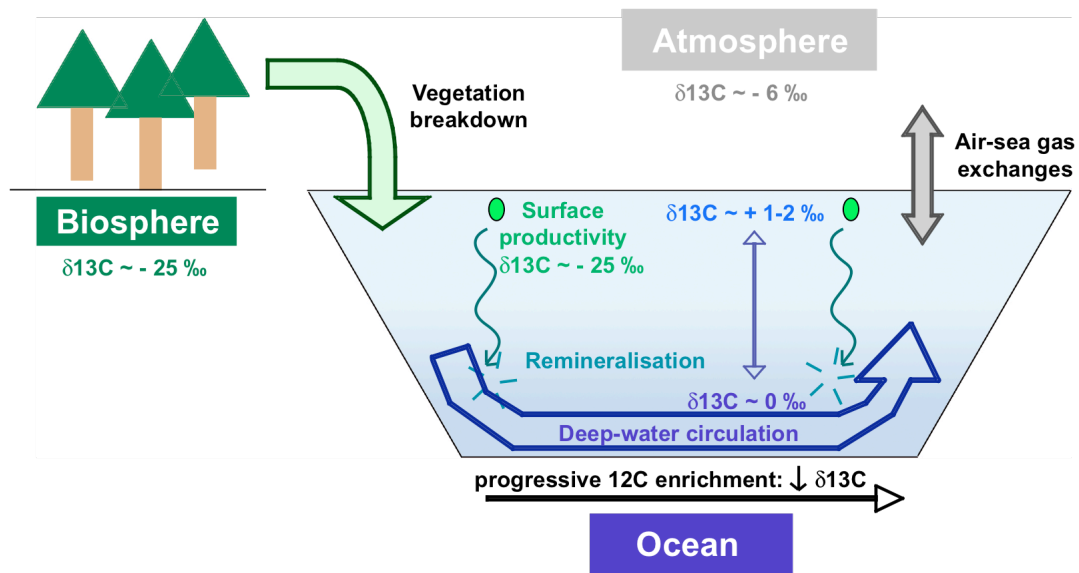 Atmosphere
δ13C ~ - 6 ‰
Vegetation
breakdown
Air-sea gas
exchanges
Biosphere
δ13C ~ - 25 ‰
Surface
productivity
δ13C ~ - 25 ‰
δ13C ~ + 1-2 ‰
Remineralisation
δ13C ~ 0 ‰
Deep-water circulation
progressive 12C enrichment: ↓ δ13C
Ocean